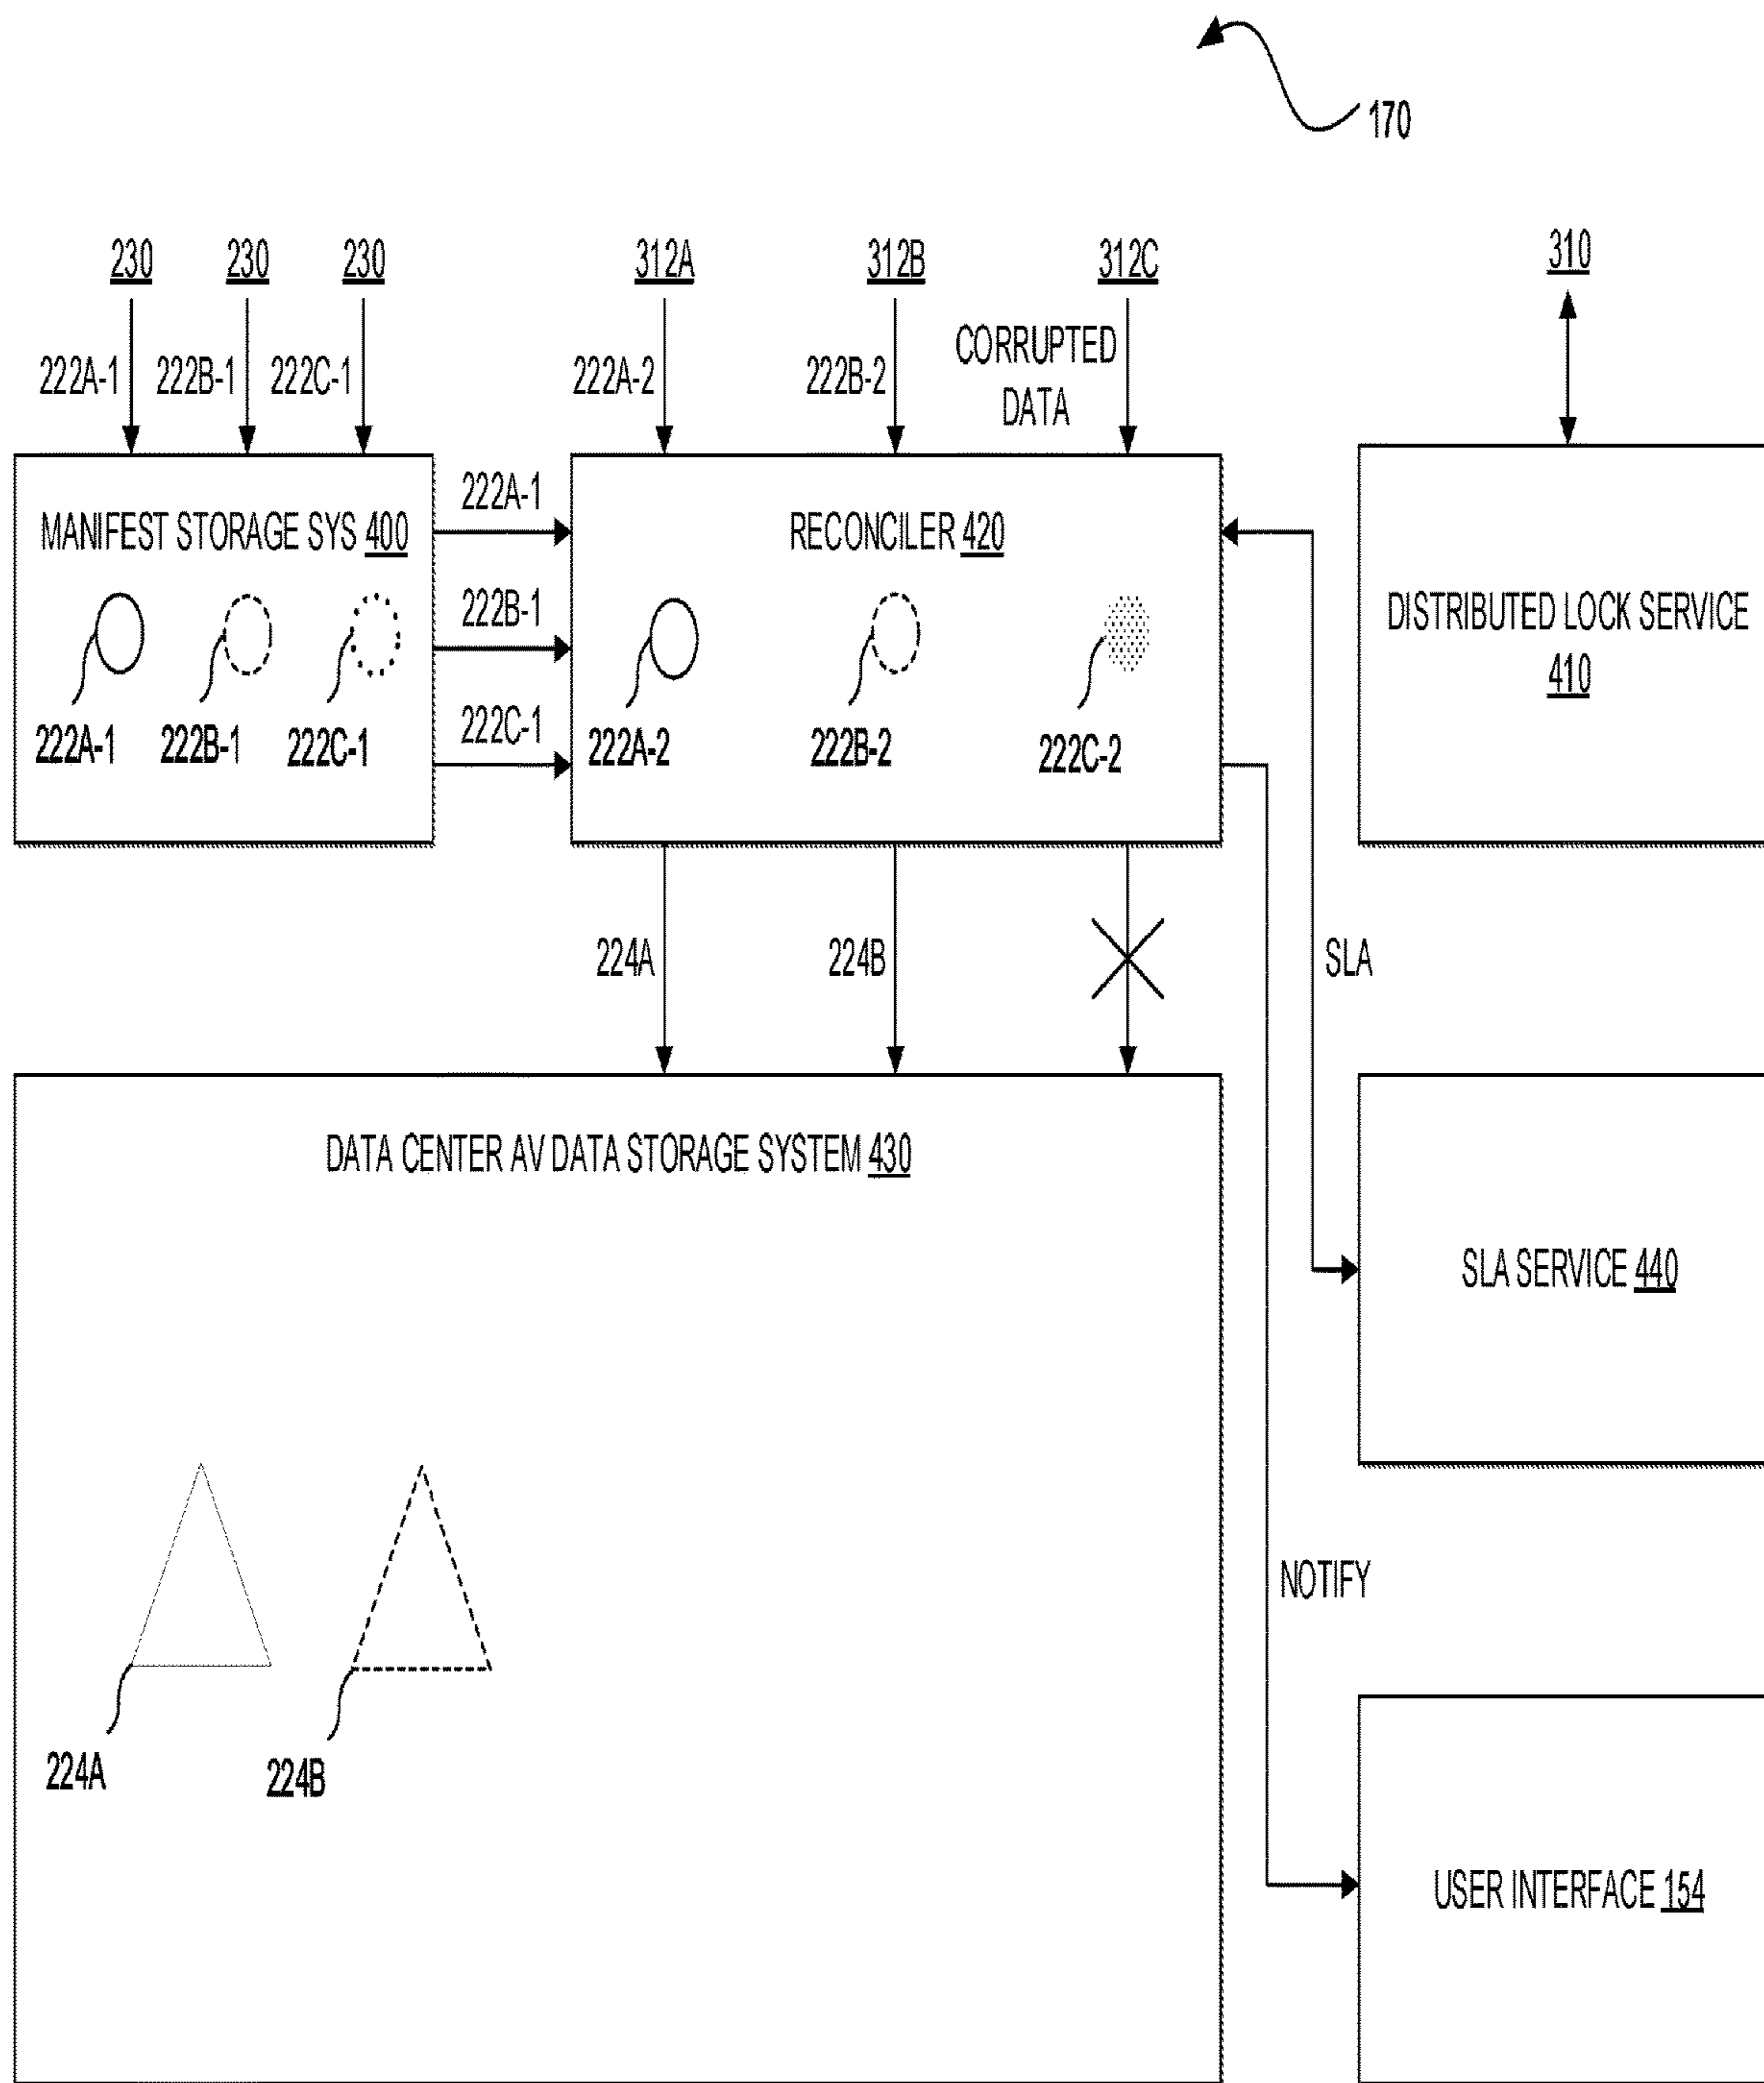 170
230 230 230 312A 312B 312C 310
222A-1 222B-1 222C-1 222A-2 222B-2 CORRUPTED
DATA
MANIFEST STORAGE SYS 400
222A-1 222B-1 222C-1
222A-1
222B-1
222C-1
RECONCILER 420
222A-2 222B-2 222C-2
DISTRIBUTED LOCK SERVICE
410
224A 224B SLA
DATA CENTER AV DATA STORAGE SYSTEM 430
SLA SERVICE 440
224A 224B
NOTIFY
USER INTERFACE 154